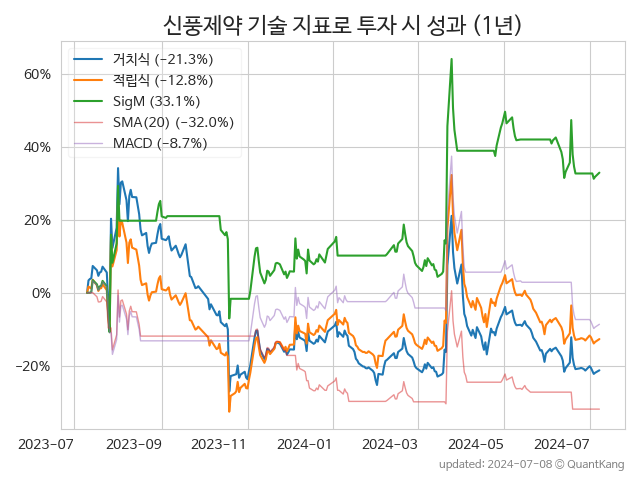 신풍제약 기술 지표로 투자 시 성과 (1년)
거치식 (−21.3%)
적립식 (−12.8%)
SigM (33.1%)
SMA(20) (−32.0%)
MACD (−8.7%)
60%
40%
20%
0%
−20%
2023−07
2023−09
2023−11
2024−01
2024−03
2024−05
2024−07
updated: 2024−07−08 © QuantKang